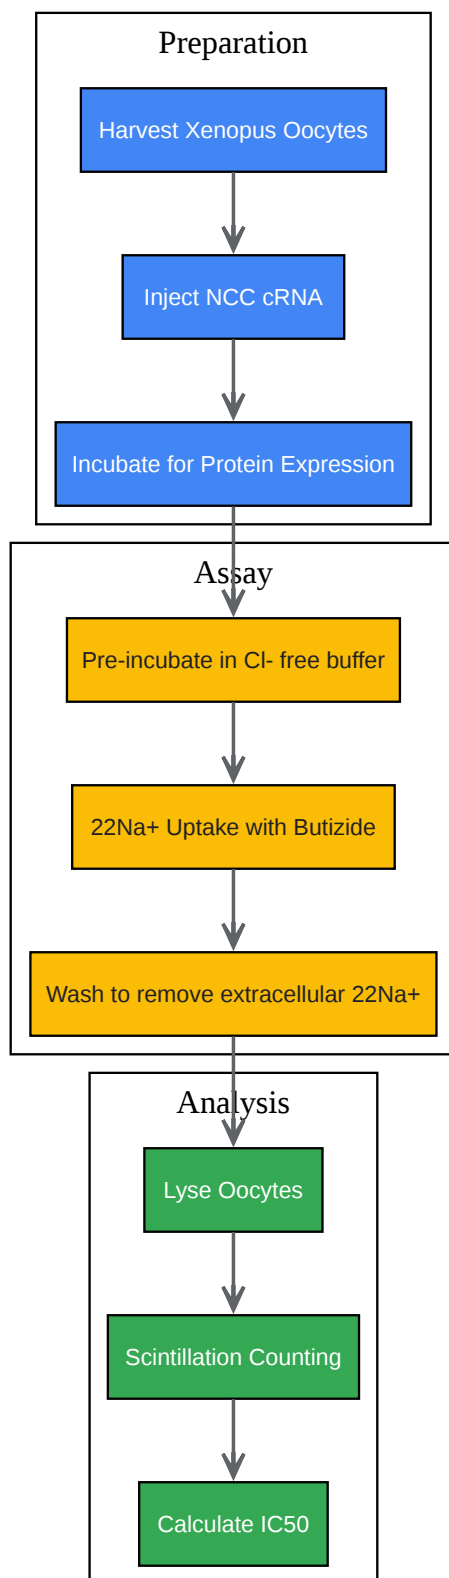 Preparation
Harvest Xenopus Oocytes
Inject NCC cRNA
Incubate for Protein Expression
Assay
Pre-incubate in Cl- free buffer
22Na+ Uptake with Butizide
Wash to remove extracellular 22Na+
Analysis
Lyse Oocytes
Scintillation Counting
Calculate IC50